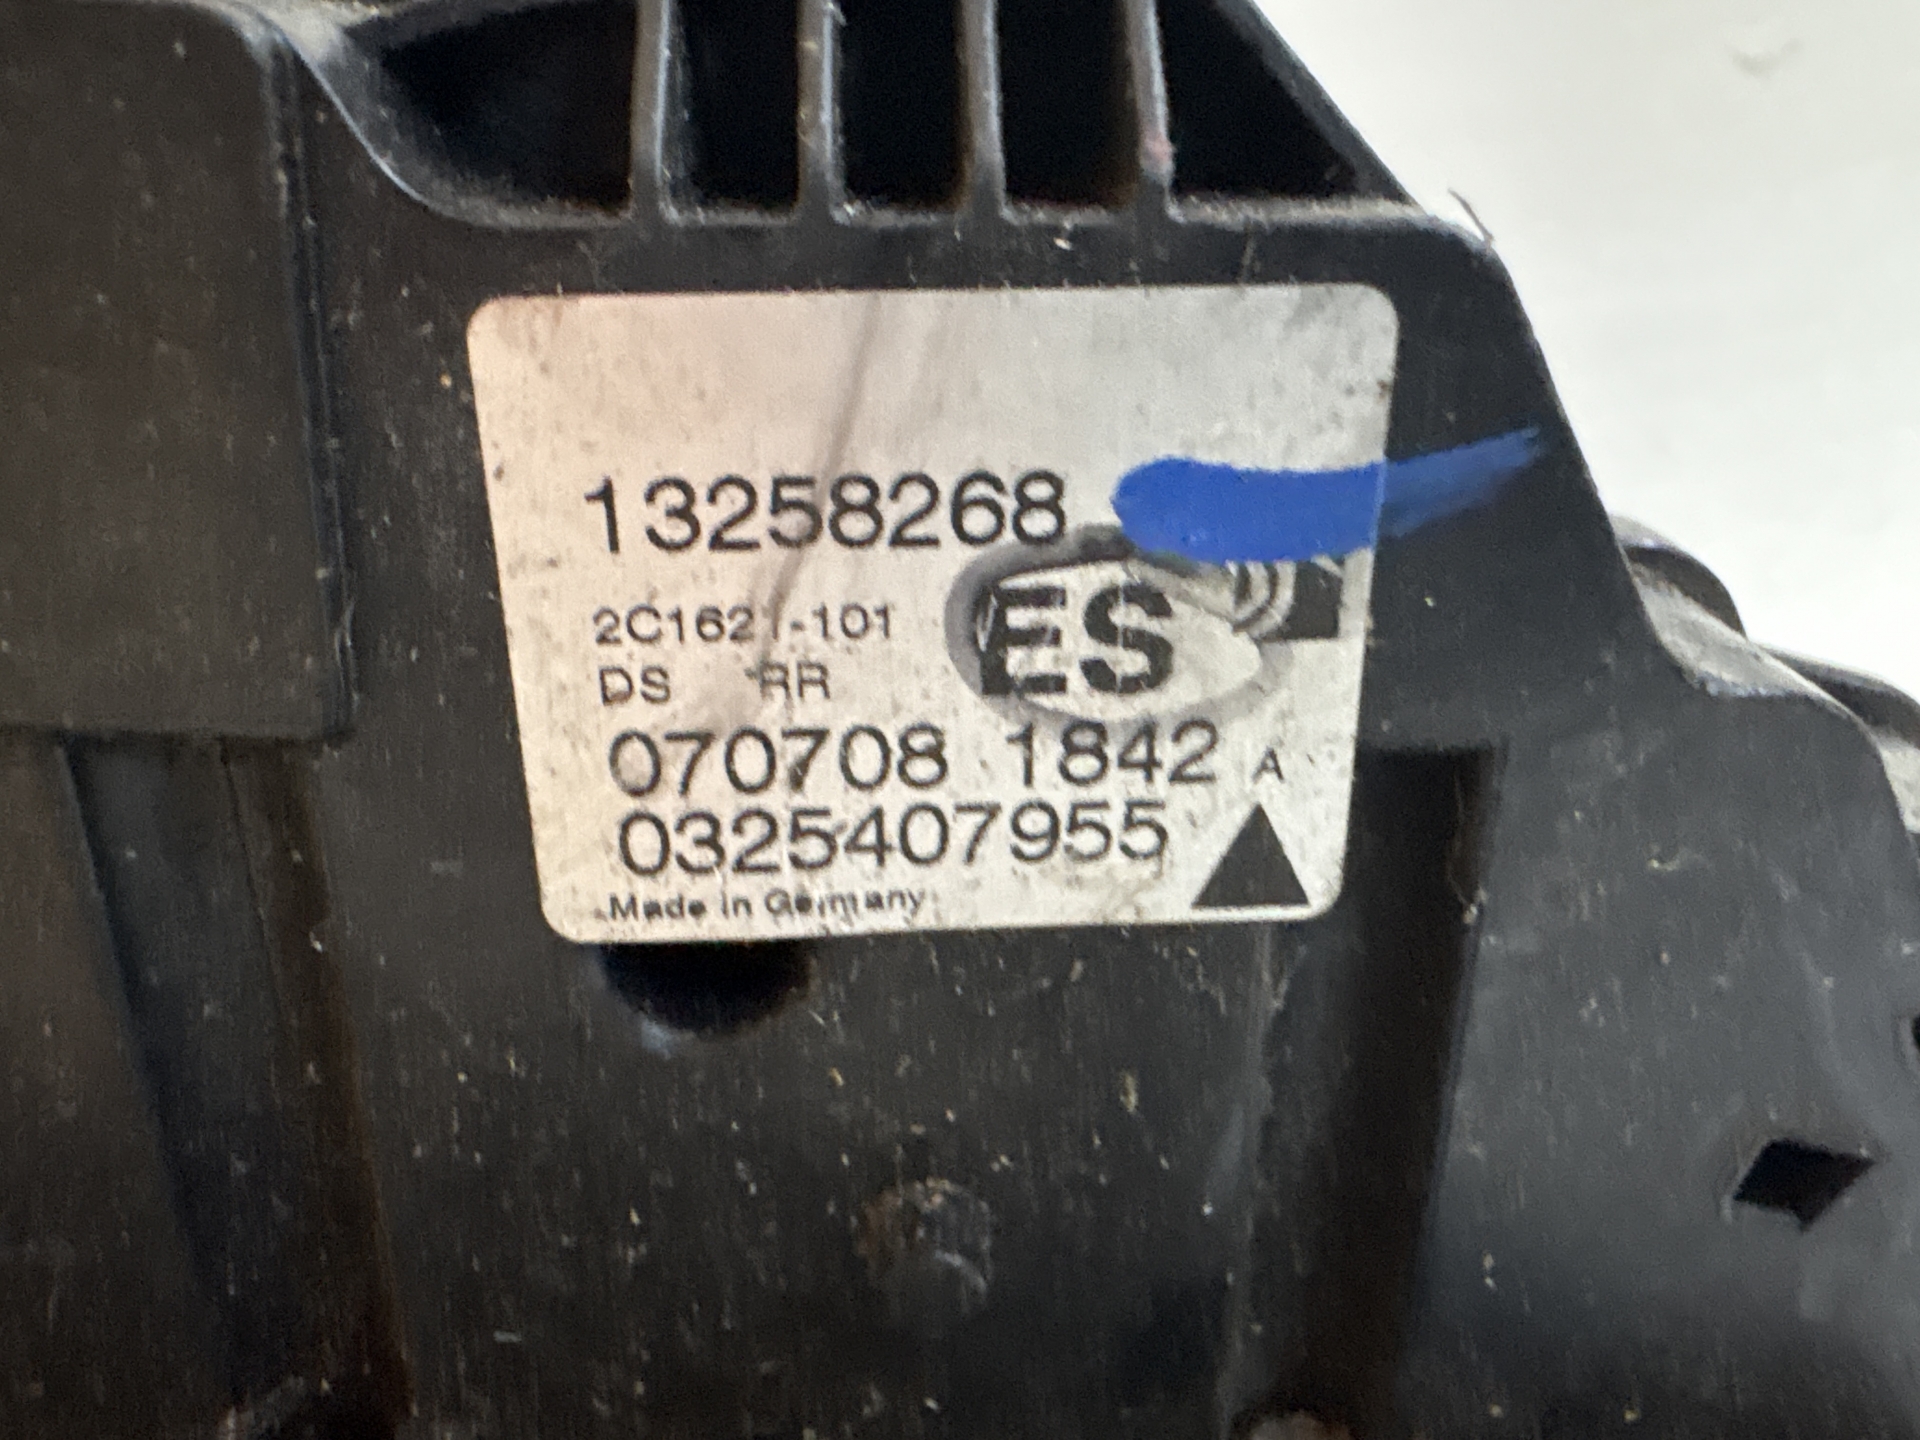 13258268
2C1621-101
ES
DS RR
070708 1842 A
0325407955
Made in Germany